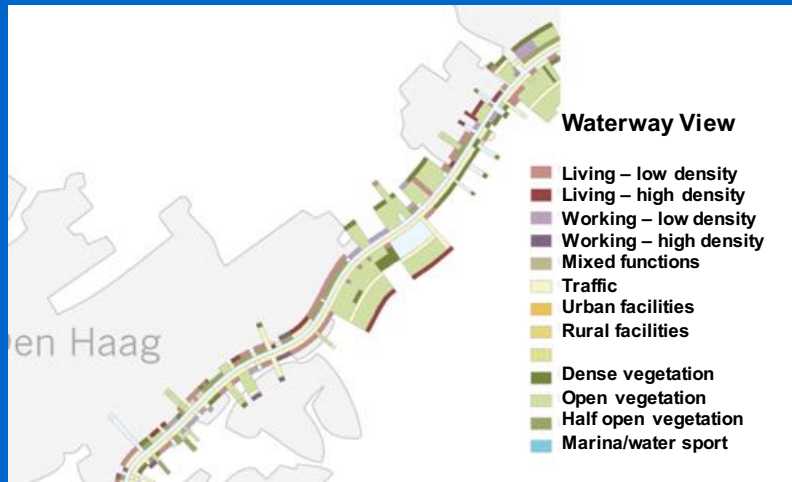 Waterway View
Living – low density
Living – high density
Working – low density
Working – high density
Mixed functions
Traffic
Urban facilities
Rural facilities
Dense vegetation
Open vegetation
Half open vegetation
Marina/water sport
en Haag